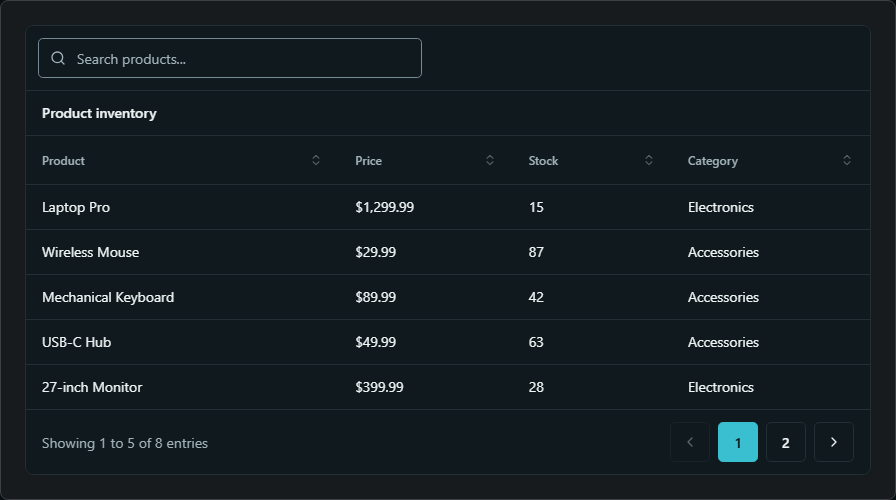 Search products...
Product inventory
Product Price Stock Category
Laptop Pro $1,299.99 15 Electronics
Wireless Mouse $29.99 87 Accessories
Mechanical Keyboard $89.99 42 Accessories
USB-C Hub $49.99 63 Accessories
27-inch Monitor $399.99 28 Electronics
Showing 1 to 5 of 8 entries 1 2